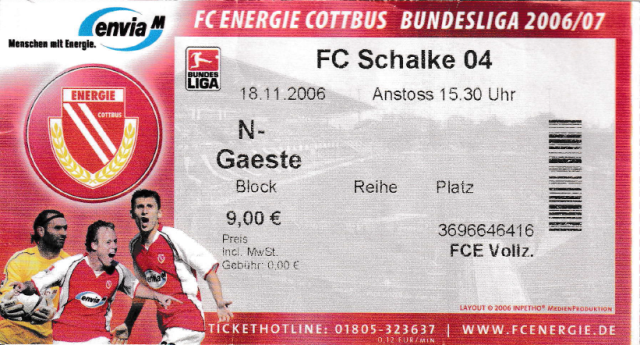 envia M
Menschen mit Energie.
FC ENERGIE COTTBUS BUNDESLIGA 2006/07
BUNDES
LIGA
FC Schalke 04
18.11.2006 Anstoss 15.30 Uhr
ENERGIE
COTTBUS
N-
Gaeste
Block Reihe Platz
9,00 €
Preis
Incl. MwSt.
Gebühr: 0,00 €
3696646416
FCE Vollz.
envia M
envia M
LAYOUT © 2006 INPETHO® MEDIENPRODUKTION
TICKETHOTLINE: 01805-323637 | WWW.FCENERGIE.DE
0,12 EUR/MIN